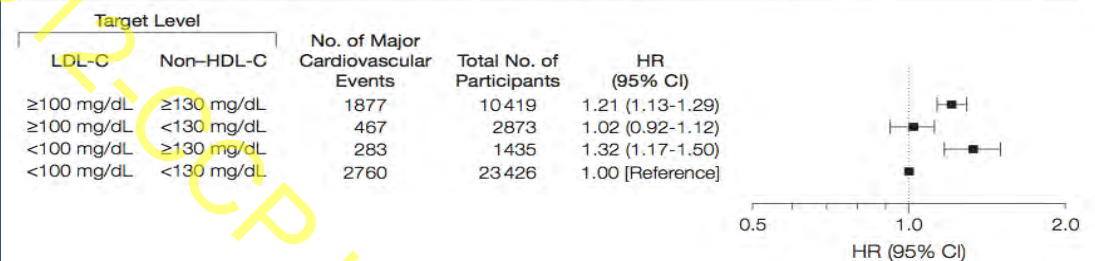 Target Level
LDL-C Non–HDL-C No. of Major Cardiovascular Events Total No. of Participants HR (95% CI)
≥100 mg/dL ≥130 mg/dL 1877 10419 1.21 (1.13-1.29)
≥100 mg/dL <130 mg/dL 467 2873 1.02 (0.92-1.12)
<100 mg/dL ≥130 mg/dL 283 1435 1.32 (1.17-1.50)
<100 mg/dL <130 mg/dL 2760 23426 1.00 [Reference]
0.5 1.0 2.0
HR (95% CI)
12-CCP